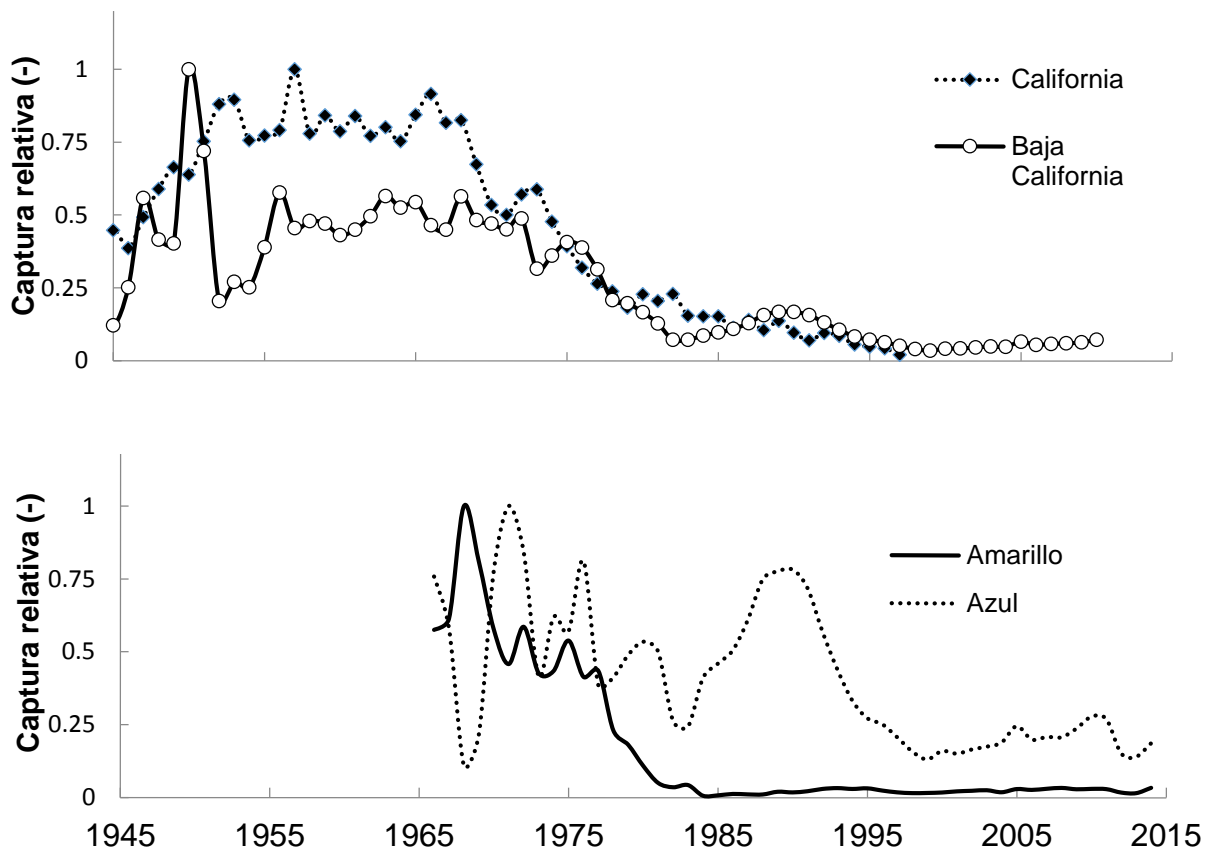 Captura relativa (-)
1
0.75
0.5
0.25
0
California
Baja
California
Captura relativa (-)
1
0.75
0.5
0.25
0
Amarillo
Azul
1945 1955 1965 1975 1985 1995 2005 2015